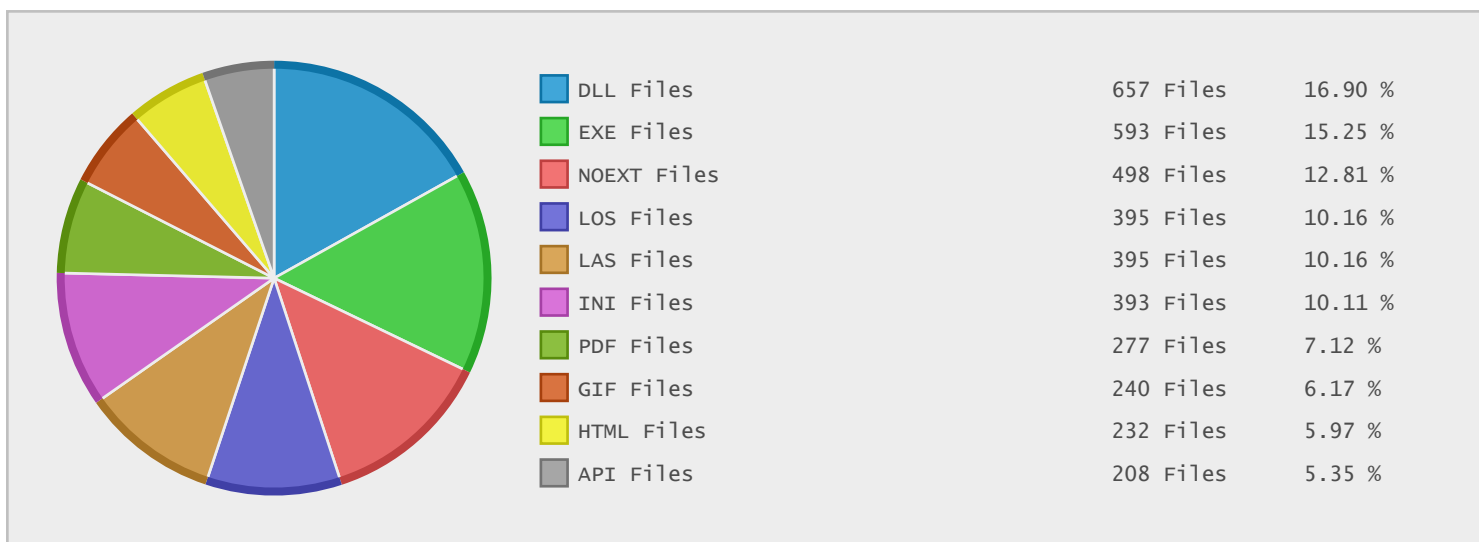 DLL Files 657 Files 16.90 %
EXE Files 593 Files 15.25 %
NOEXT Files 498 Files 12.81 %
LOS Files 395 Files 10.16 %
LAS Files 395 Files 10.16 %
INI Files 393 Files 10.11 %
PDF Files 277 Files 7.12 %
GIF Files 240 Files 6.17 %
HTML Files 232 Files 5.97 %
API Files 208 Files 5.35 %